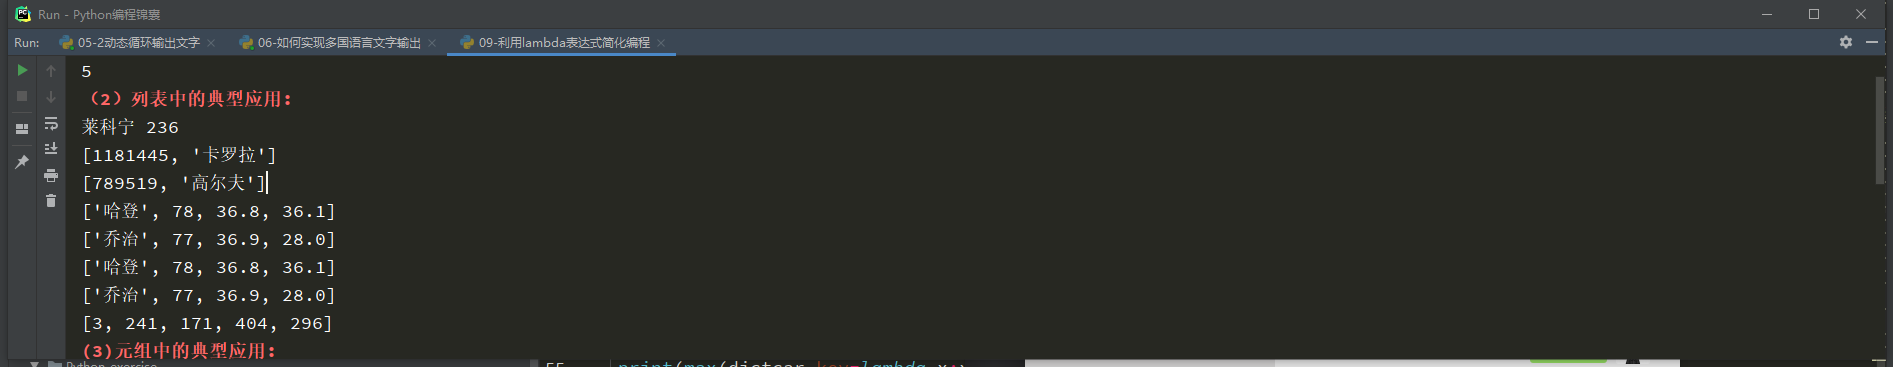 Run - Python编程锦囊
Run: 05-2动态循环输出文字 × 06-如何实现多国语言文字输出 × 09-利用lambda表达式简化编程 ×
5
（2）列表中的典型应用：
莱科宁 236
[1181445, '卡罗拉']
[789519, '高尔夫']
['哈登', 78, 36.8, 36.1]
['乔治', 77, 36.9, 28.0]
['哈登', 78, 36.8, 36.1]
['乔治', 77, 36.9, 28.0]
[3, 241, 171, 404, 296]
(3)元组中的典型应用：
Python exercise 55 print(max(dictcar, key=lambda x: